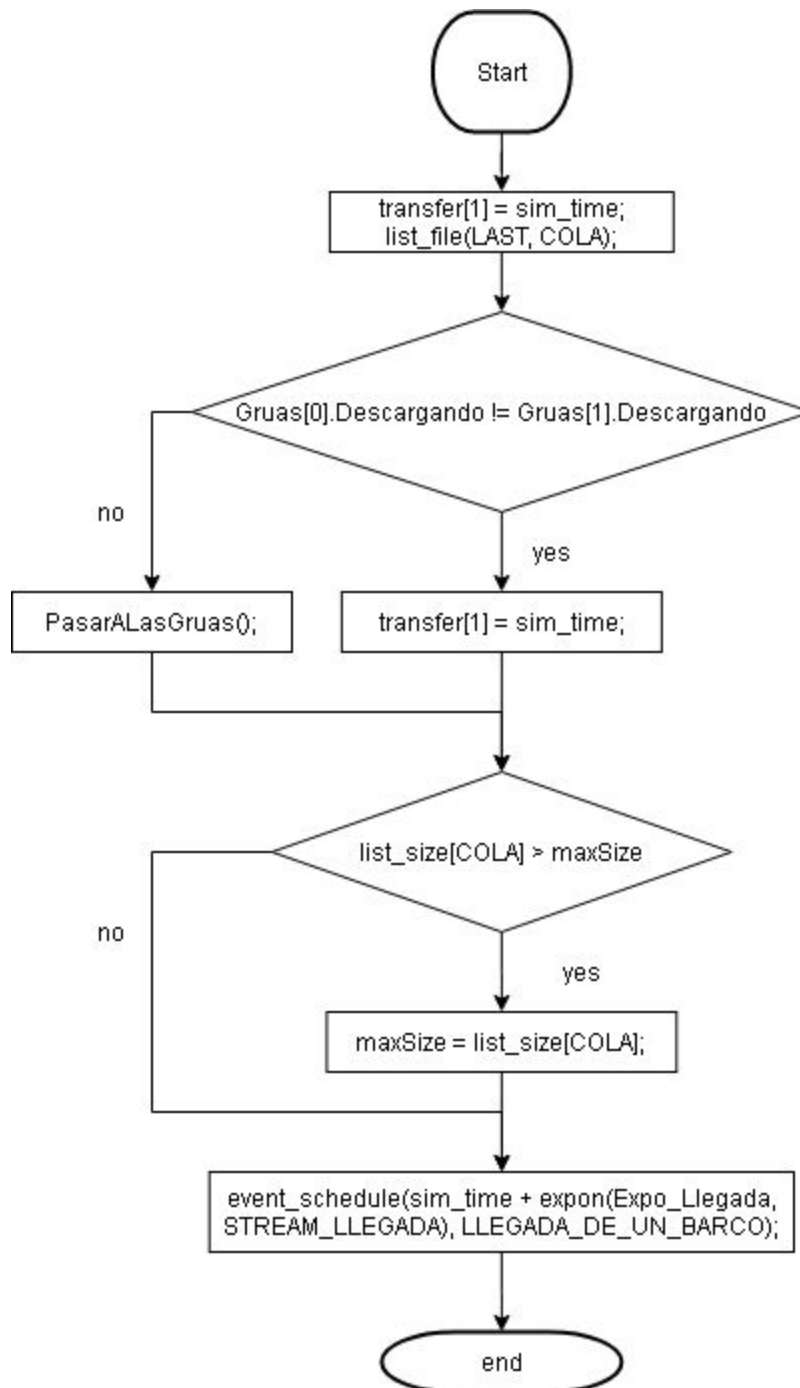 Start
transfer[1] = sim_time;
list_file(LAST, COLA);
Gruas[0].Descargando != Gruas[1].Descargando
no
yes
PasarALasGruas();
transfer[1] = sim_time;
list_size[COLA] > maxSize
no
yes
maxSize = list_size[COLA];
event_schedule(sim_time + expon(Expo_Llegada,
STREAM_LLEGADA), LLEGADA_DE_UN_BARCO);
end